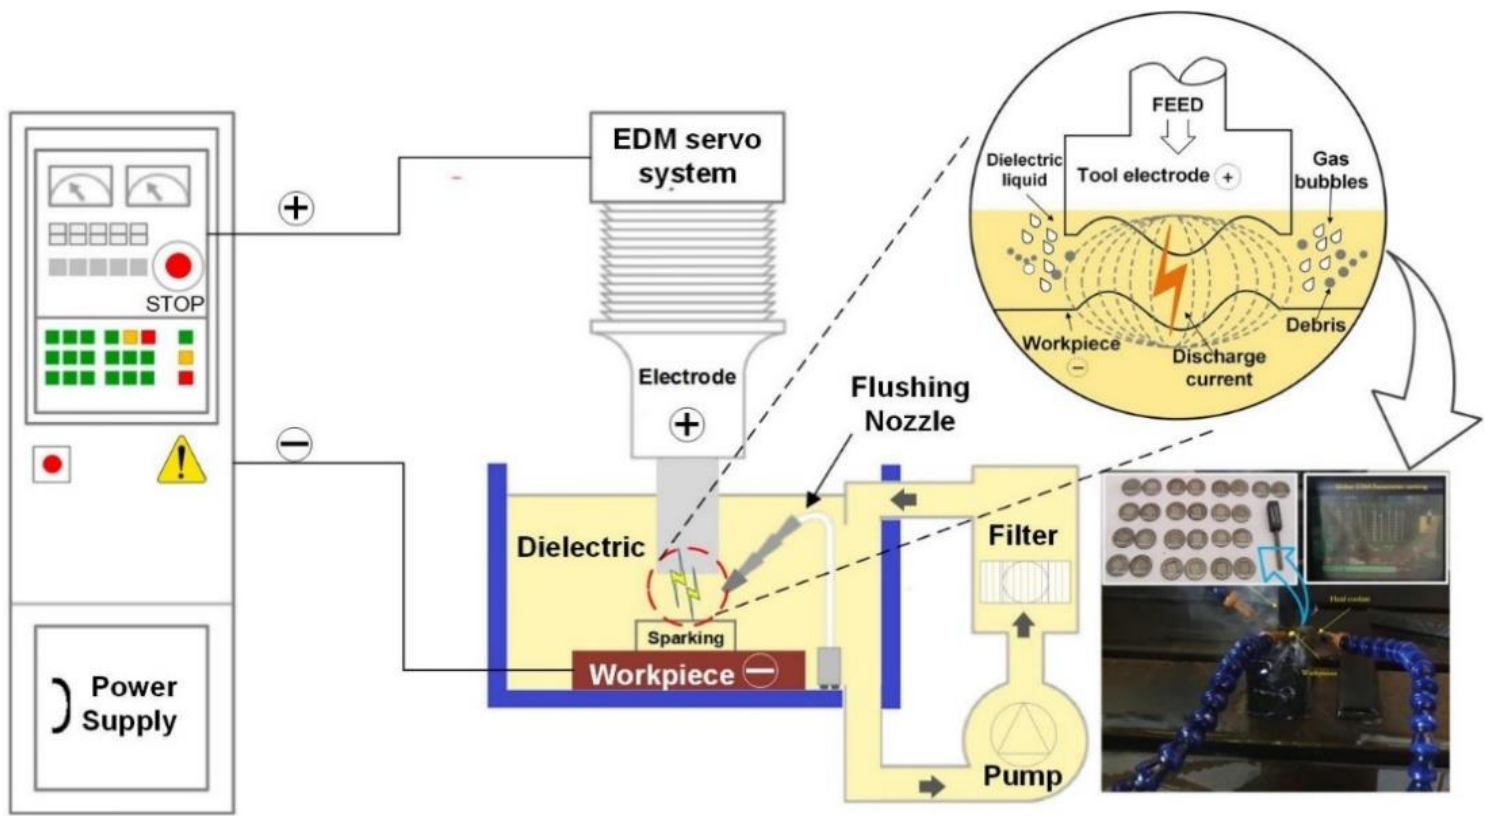 STOP
Power
Supply
+
−
EDM servo
system
Electrode
+
Flushing
Nozzle
Dielectric
Sparking
Workpiece −
Filter
Pump
FEED
Dielectric
liquid
Tool electrode +
Gas
bubbles
Workpiece
−
Discharge
current
Debris
Workpiece